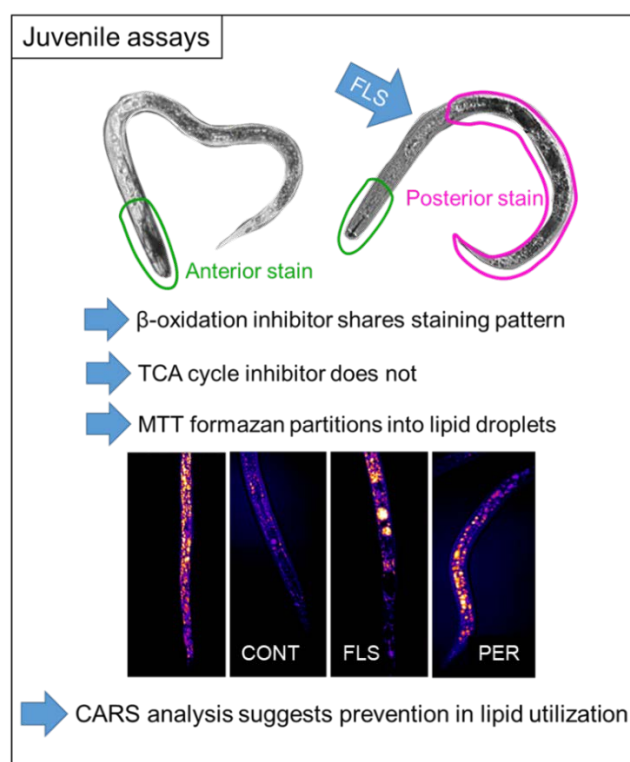 Juvenile assays
FLS
Posterior stain
Anterior stain
β-oxidation inhibitor shares staining pattern
TCA cycle inhibitor does not
MTT formazan partitions into lipid droplets
CONT
FLS
PER
CARS analysis suggests prevention in lipid utilization